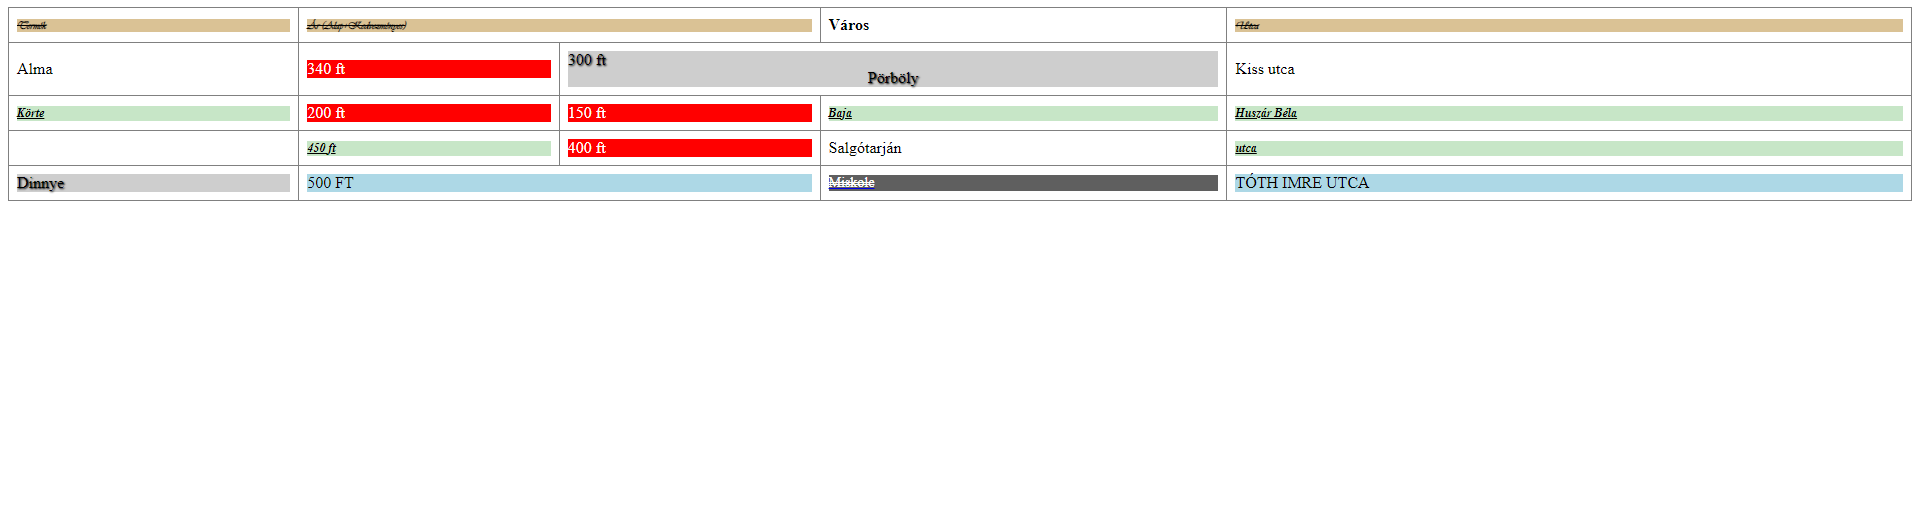 Termék Ár (Alap+Kedvezményes) Város Utca
Alma 340 ft 300 ft Kiss utca
Pörböly
Körte 200 ft 150 ft Baja Huszár Béla
450 ft 400 ft Salgótarján utca
Dinnye 500 FT Miskolc TÓTH IMRE UTCA